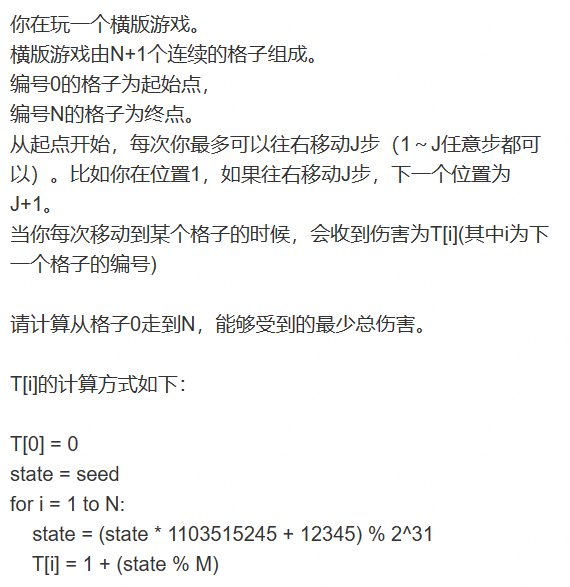 你在玩一个横版游戏。
横版游戏由N+1个连续的格子组成。
编号0的格子为起始点，
编号N的格子为终点。
从起点开始，每次你最多可以往右移动J步（1～J任意步都可
以）。比如你在位置1，如果往右移动J步，下一个位置为
J+1。
当你每次移动到某个格子的时候，会收到伤害为T[i](其中i为下
一个格子的编号)
请计算从格子0走到N，能够受到的最少总伤害。
T[i]的计算方式如下：
T[0] = 0
state = seed
for i = 1 to N:
    state = (state * 1103515245 + 12345) % 2^31
    T[i] = 1 + (state % M)